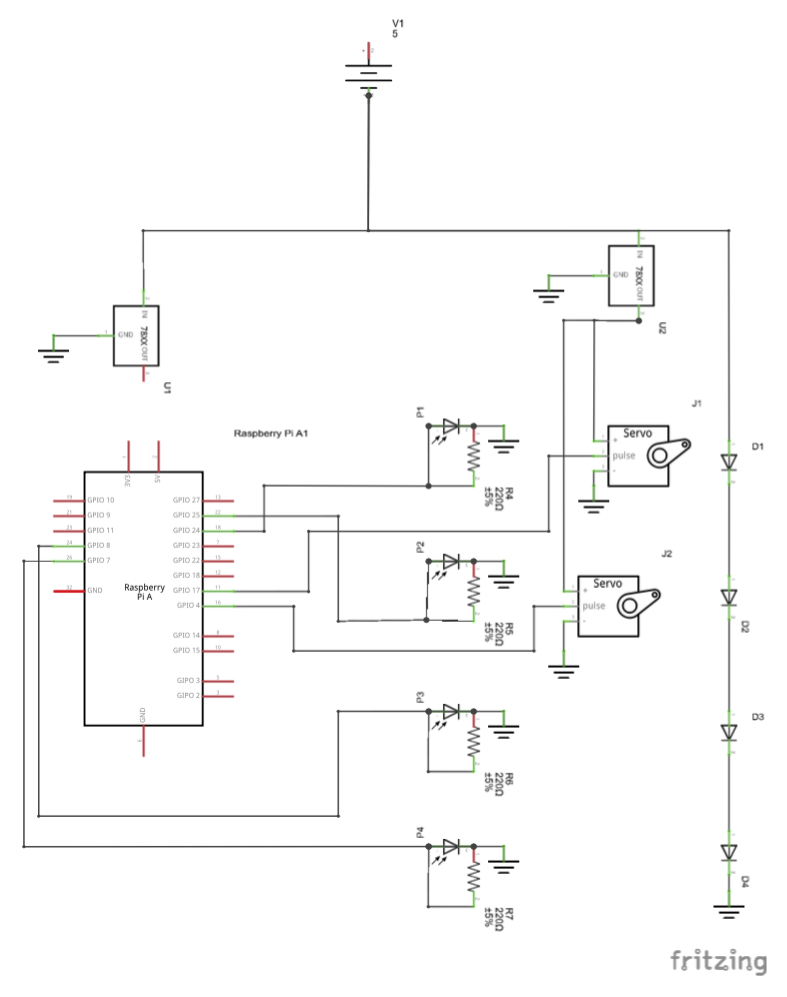 V1
5
IN
GND
78XX
OUT
U2
IN
GND
78XX
OUT
U1
J1
Servo
+
pulse
-
D1
Raspberry Pi A1
P1
R4
220Ω
±5%
3V3
5V
GPIO 10
GPIO 9
GPIO 11
GPIO 8
GPIO 7
GND
Raspberry
Pi A
GPIO 27
GPIO 25
GPIO 24
GPIO 23
GPIO 22
GPIO 18
GPIO 17
GPIO 4
GPIO 14
GPIO 15
GIPO 3
GIPO 2
GND
P2
R5
220Ω
±5%
J2
Servo
+
pulse
-
D2
P3
R6
220Ω
±5%
D3
P4
R7
220Ω
±5%
D4
fritzing